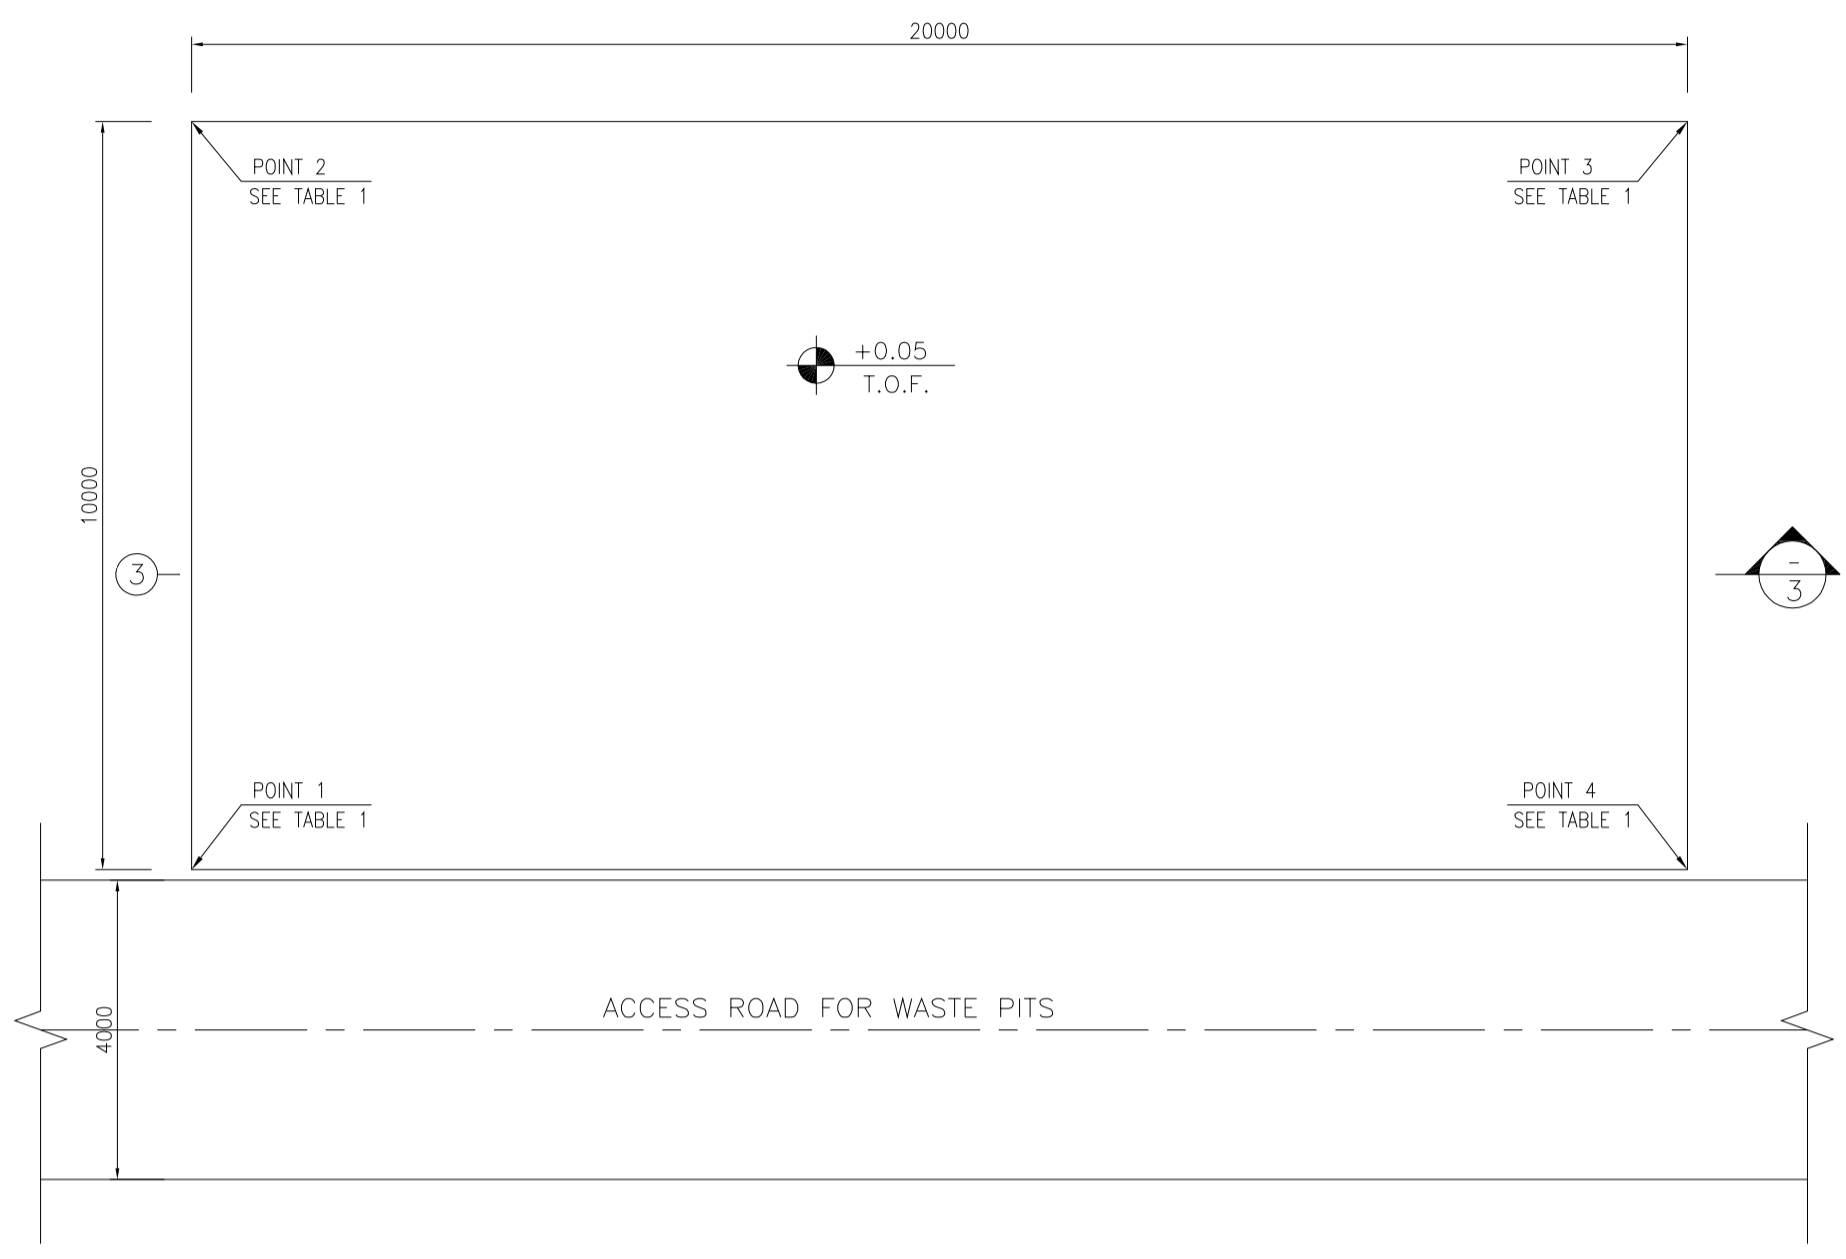 20000
POINT 2
SEE TABLE 1
POINT 3
SEE TABLE 1
+0.05
T.O.F.
10000
3
-
3
POINT 1
SEE TABLE 1
POINT 4
SEE TABLE 1
4000
ACCESS ROAD FOR WASTE PITS